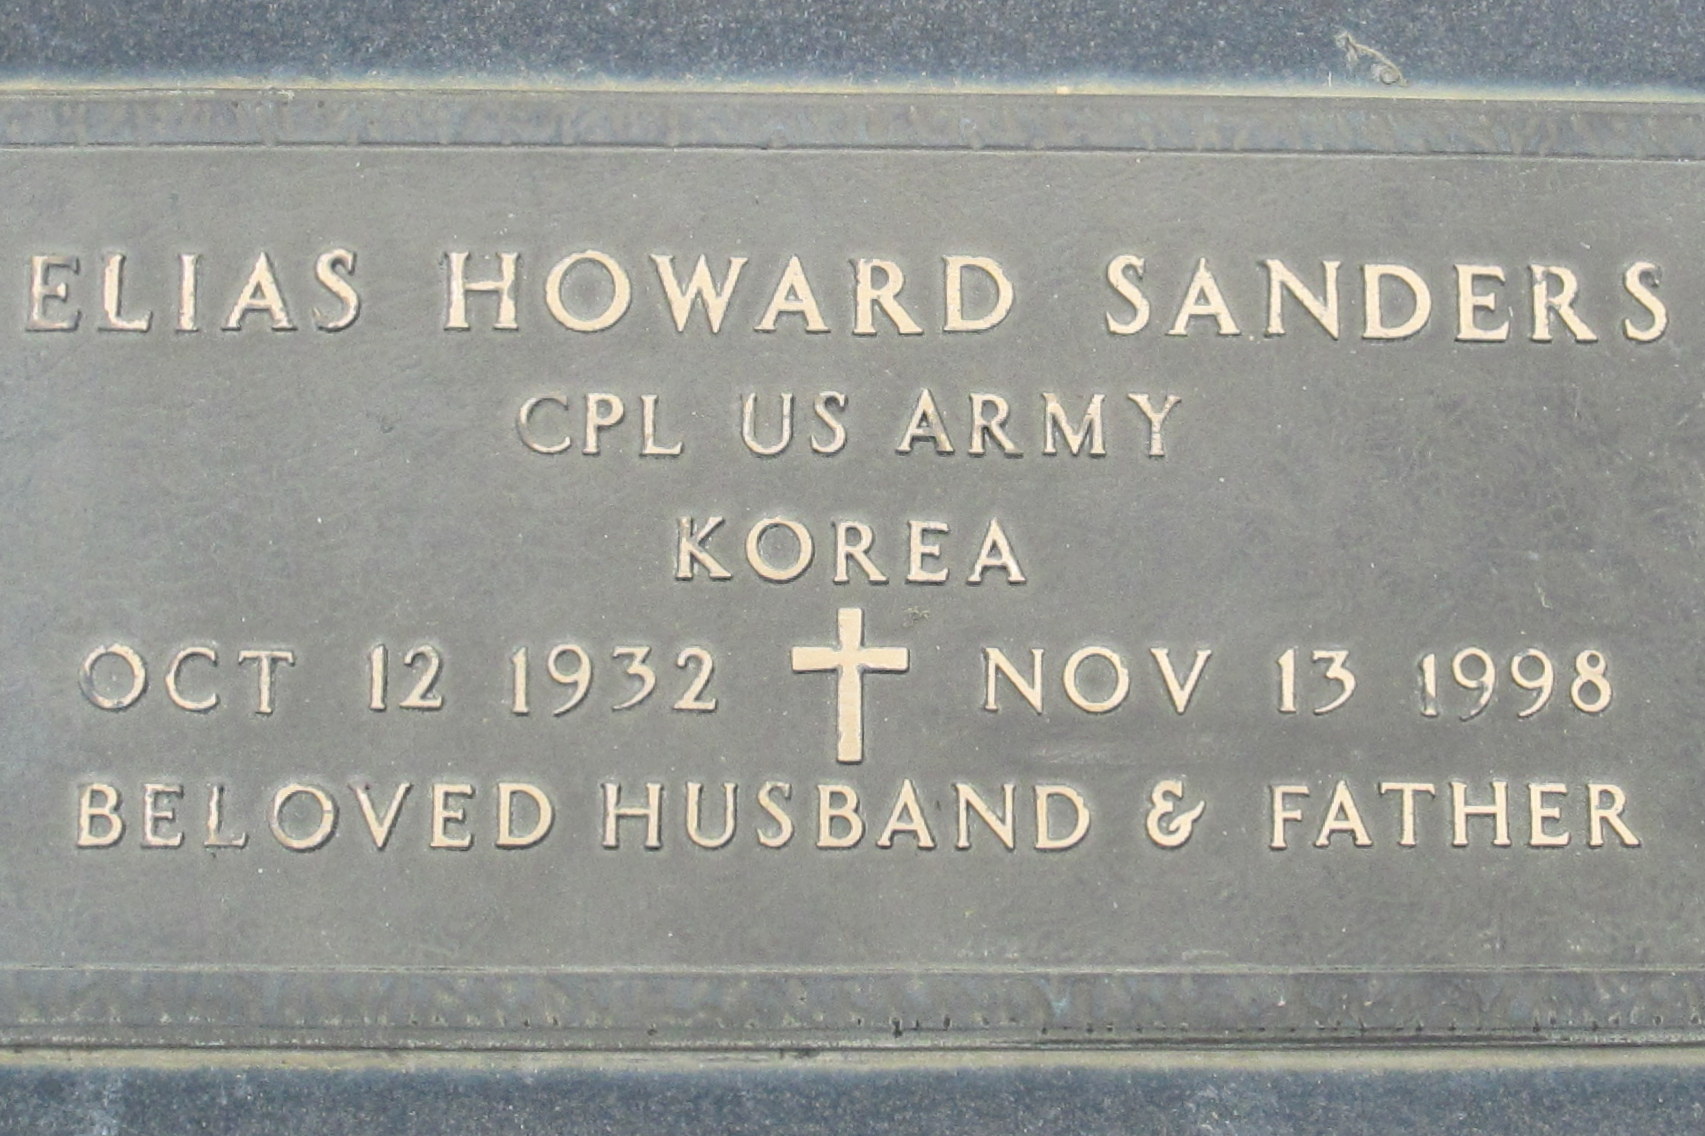 ELIAS HOWARD SANDERS
CPL US ARMY
KOREA
OCT 12 1932 NOV 13 1998
BELOVED HUSBAND & FATHER